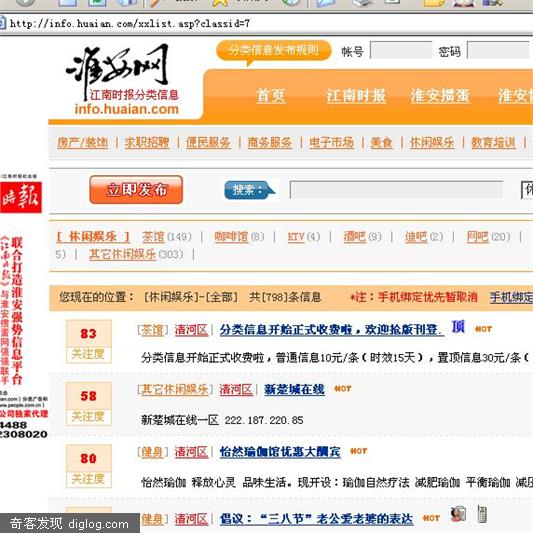 http://info.huaian.com/xxlist.asp?classid=7
淮安网
江南时报分类信息
info.huaian.com
分类信息发布规则
帐号
密码
首页 江南时报 淮安掼蛋 淮安
房产/装饰 | 求职招聘 | 便民服务 | 商务服务 | 电子市场 | 美食 | 休闲娱乐 | 教育培训 |
立即发布
搜索:
时报
联合打造淮安强势信息平台
《江南时报》与淮安掼蛋网强强联手
公司独家代理
4488
2308020
[ 休闲娱乐 ] 茶馆(149) | 咖啡馆(8) | KTV(4) | 酒吧(9) | 迪吧(2) | 网吧(20) |
5) | 其它休闲娱乐(303) |
您现在的位置: [休闲娱乐]-[全部] 共[798]条信息 *注:手机绑定优先暂取消 手机绑定
83
关注度
[茶馆] 清河区| 分类信息开始正式收费啦,欢迎抢版刊登. 顶 HOT
分类信息开始正式收费啦,普通信息10元/条(时效15天),置顶信息30元/条(
58
关注度
[其它休闲娱乐] 清河区| 新楚城在线 HOT
新楚城在线一区 222.187.220.85
80
关注度
[健身] 清河区| 怡然瑜伽馆优惠大酬宾 HOT
怡然瑜伽 释放心灵 品味生活。现开设:瑜伽自然疗法 减肥瑜伽 平衡瑜伽 减压
[健身] 清河区| 倡议:“三八节”老公爱老婆的表达 HOT
奇客发现 diglog.com